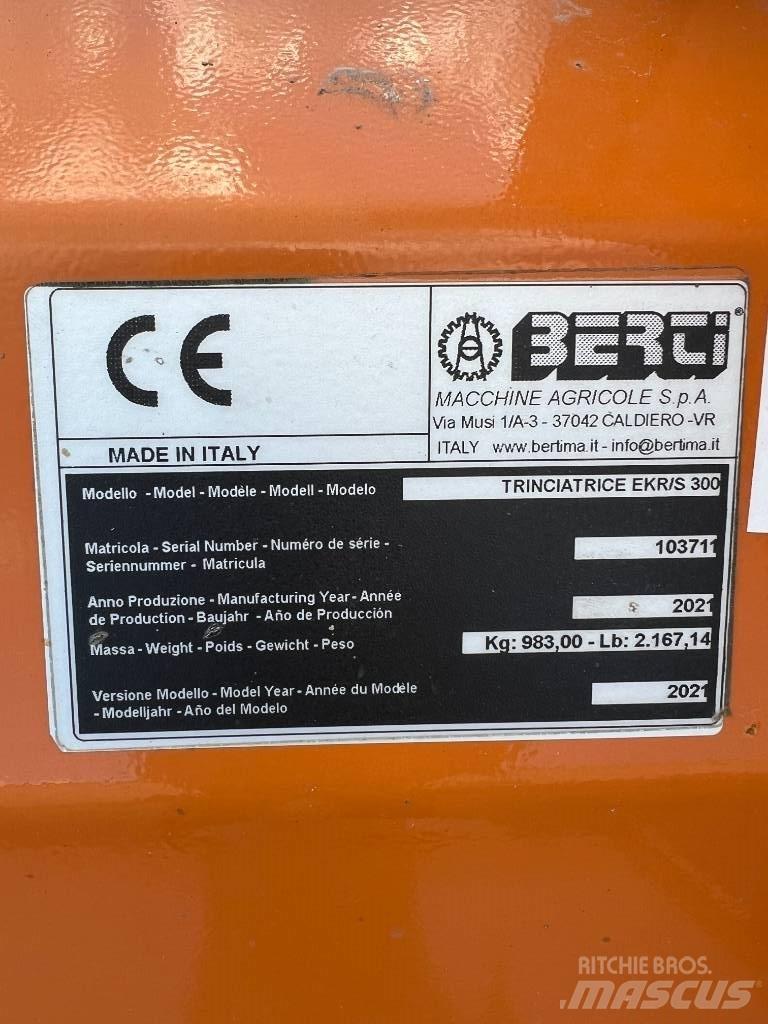 CE
MADE IN ITALY
BERTI®
MACCHINE AGRICOLE S.p.A.
Via Musi 1/A-3 - 37042 CALDIERO -VR
ITALY www.bertima.it - info@bertima.it
Modello - Model - Modèle - Modell - Modelo TRINCIATRICE EKR/S 300
Matricola - Serial Number - Numéro de série - 103711
Seriennummer - Matricula
Anno Produzione - Manufacturing Year - Année 2021
de Production - Baujahr - Año de Producción
Massa - Weight - Poids - Gewicht - Peso Kg: 983,00 - Lb: 2.167,14
Versione Modello - Model Year - Année du Modèle 2021
- Modelljahr - Año del Modelo
RITCHIE BROS.
MASCUS